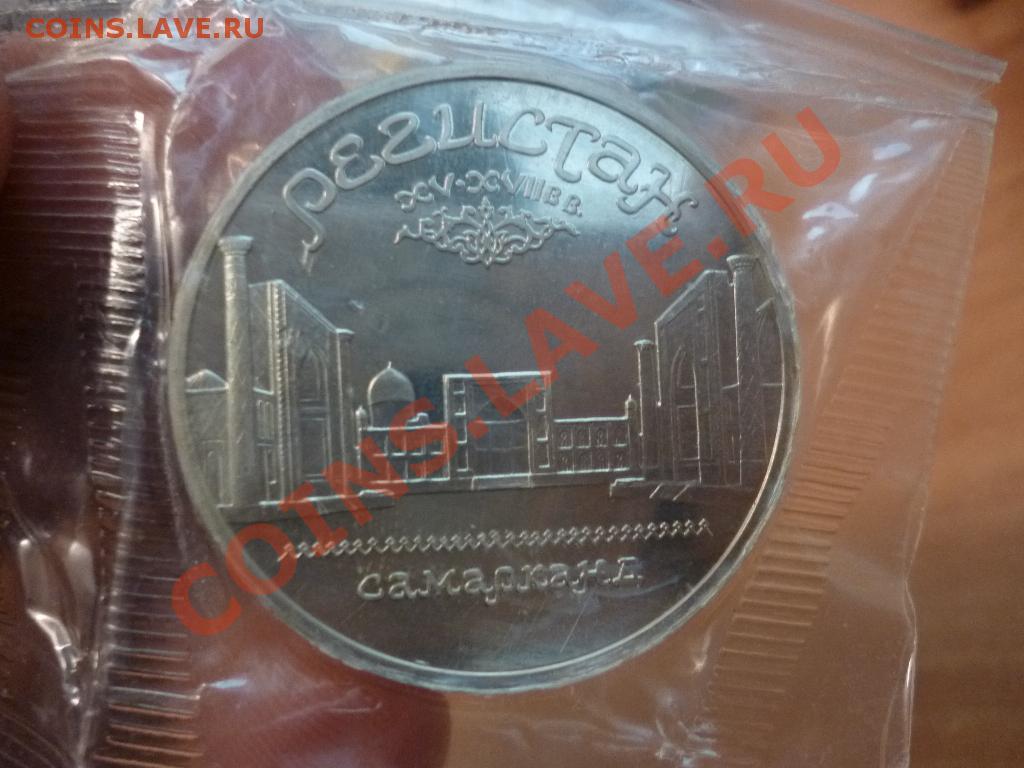 COINS.LAVE.RU
РЕГИСТАН
XV·XVII В В.
COINS.LAVE.RU
САМАРКАНД